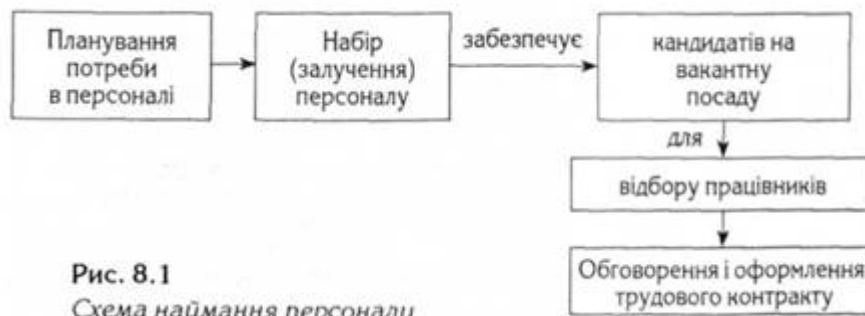 Планування
потреби
в персоналі
Набір
(залучення)
персоналу
забезпечує
кандидатів на
вакантну
посаду
для
відбору працівників
Обговорення і оформлення
трудового контракту
Рис. 8.1
Схема наймання персоналу